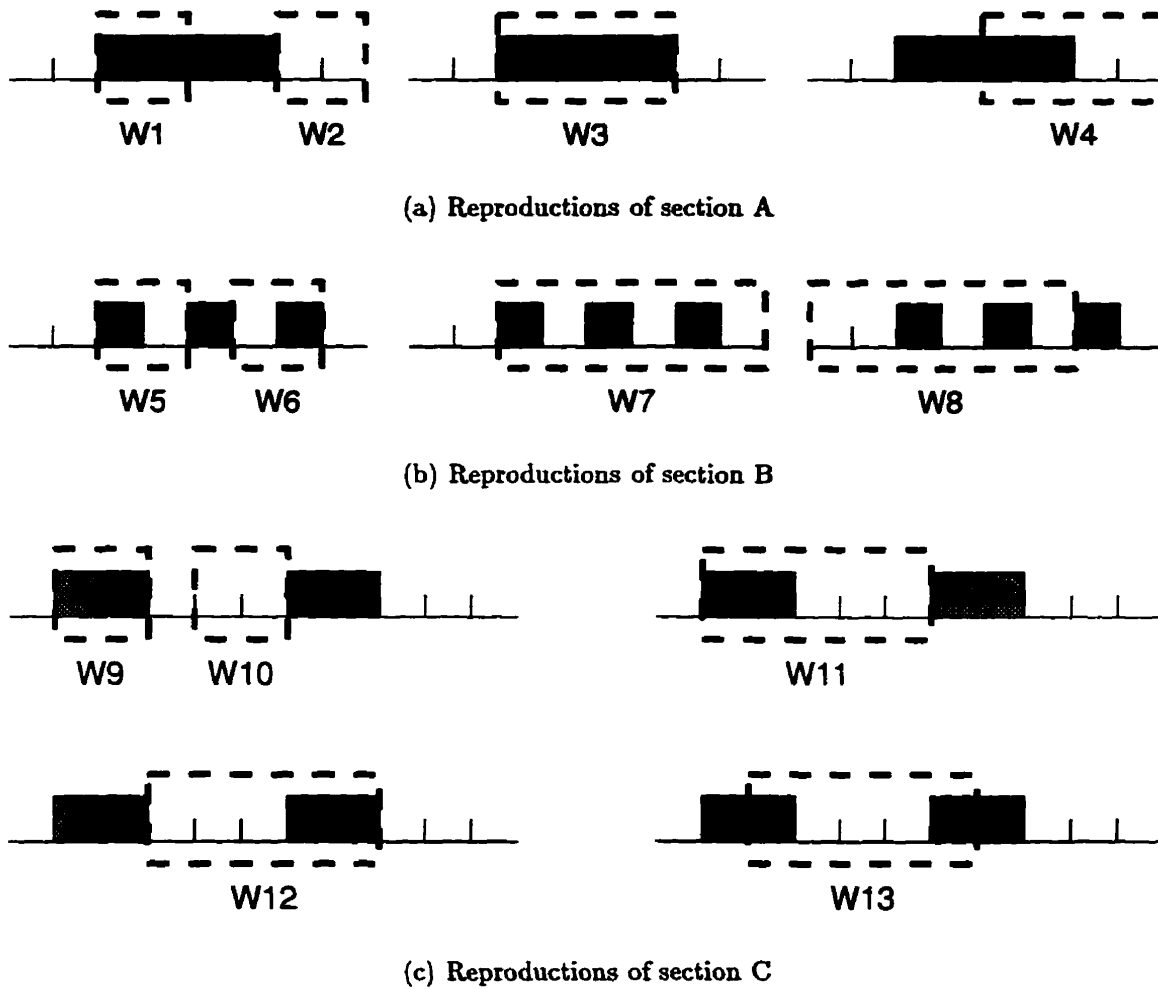 W1 W2 W3 W4
(a) Reproductions of section A
W5 W6 W7 W8
(b) Reproductions of section B
W9 W10 W11
W12 W13
(c) Reproductions of section C